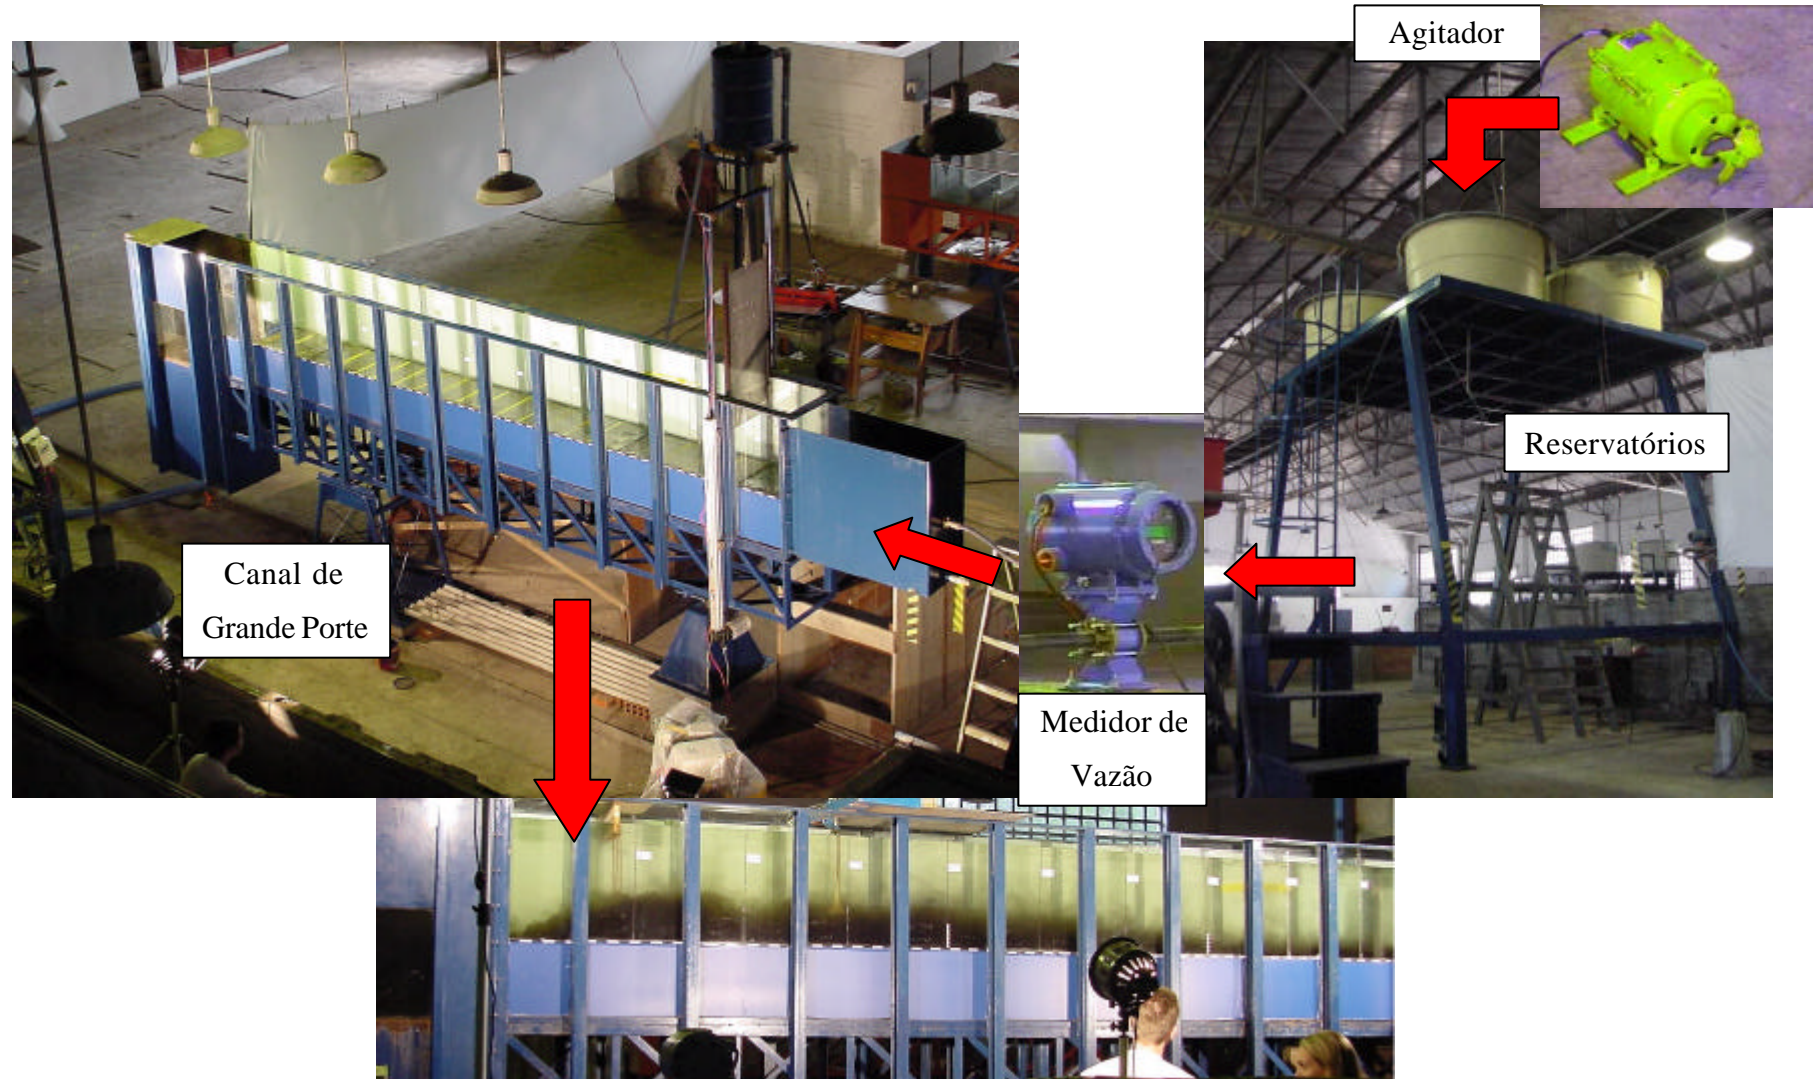 Agitador
Reservatórios
Canal de
Grande Porte
Medidor de
Vazão